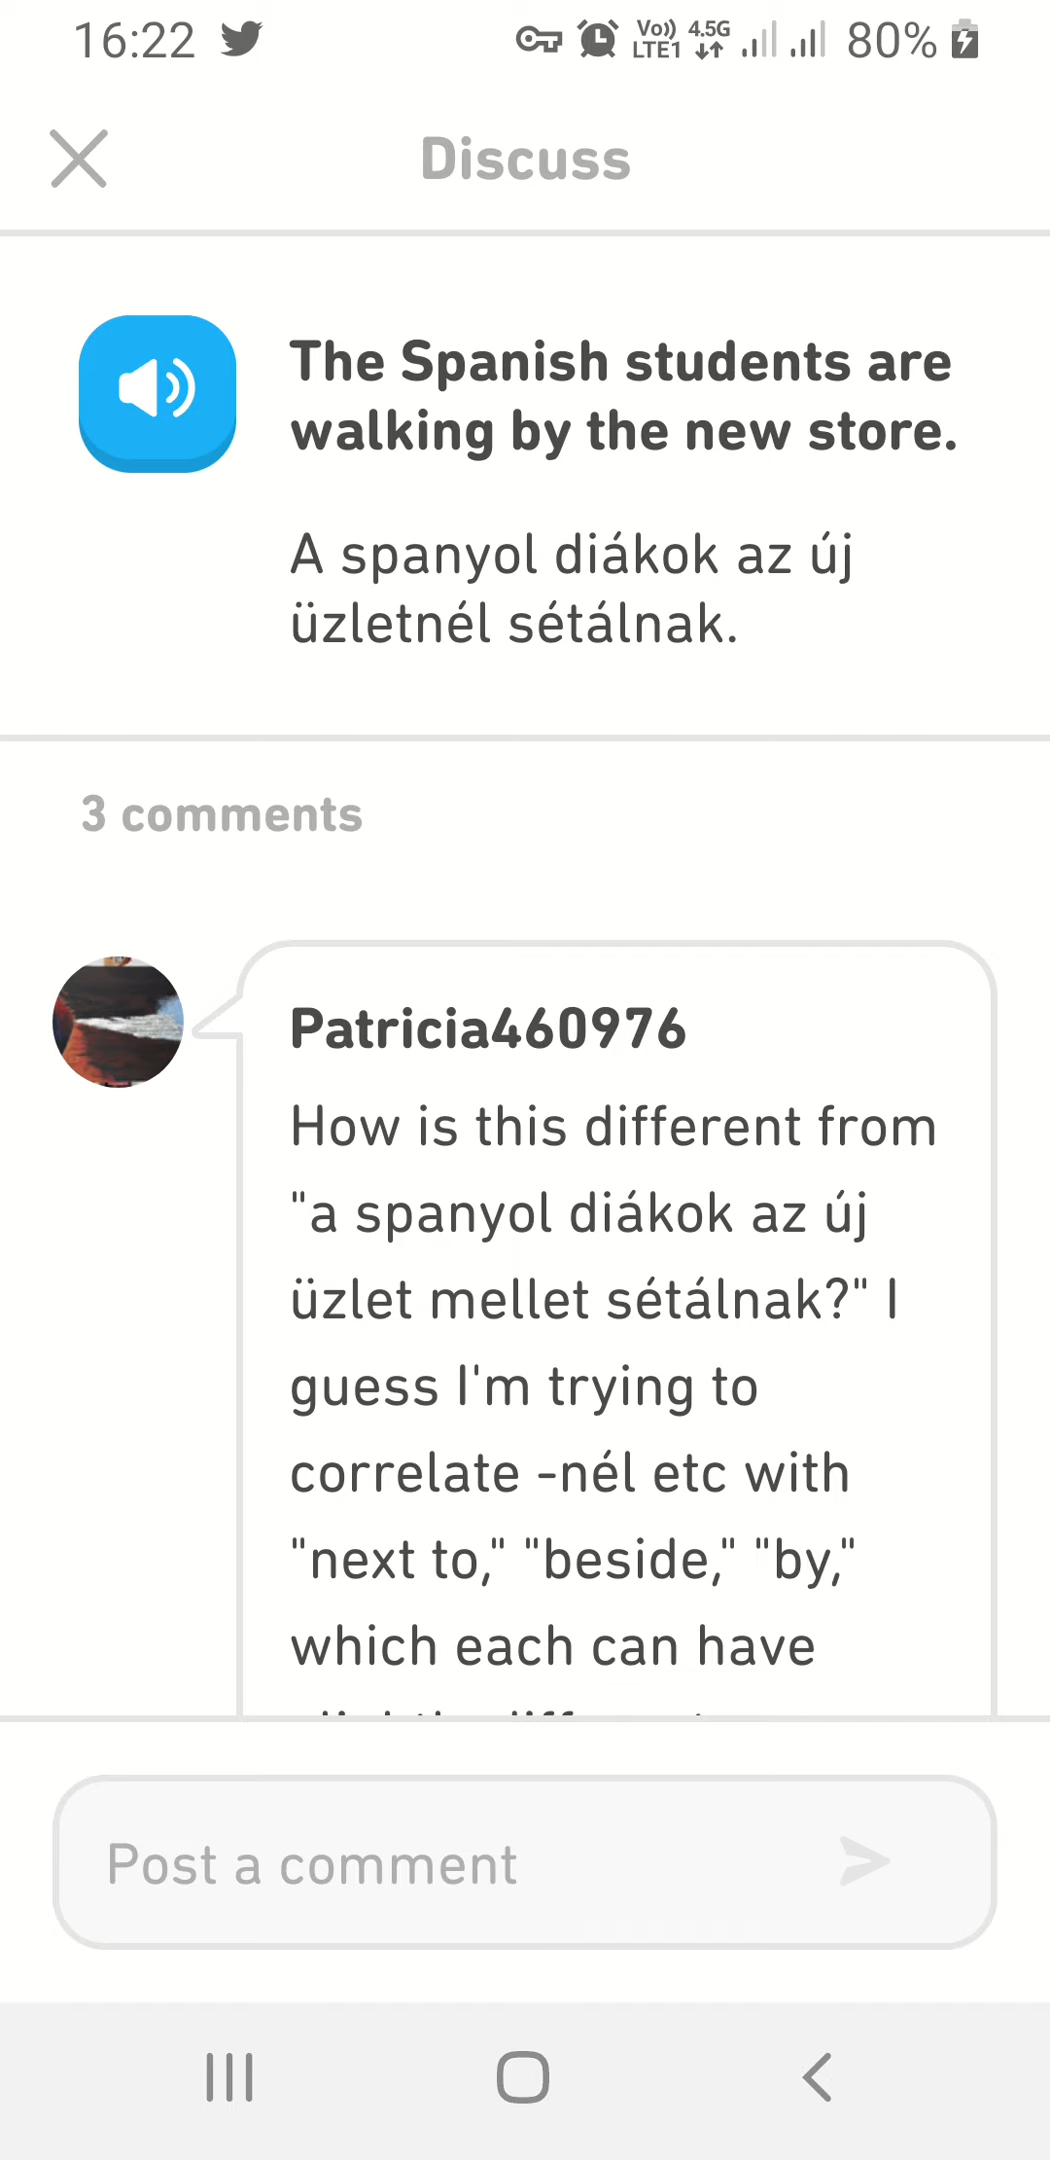 16:22
Vo)) LTE1 4.5G 80%
Discuss
The Spanish students are
walking by the new store.
A spanyol diákok az új
üzletnél sétálnak.
3 comments
Patricia460976
How is this different from
"a spanyol diákok az új
üzlet mellet sétálnak?" I
guess I'm trying to
correlate -nél etc with
"next to," "beside," "by,"
which each can have
Post a comment